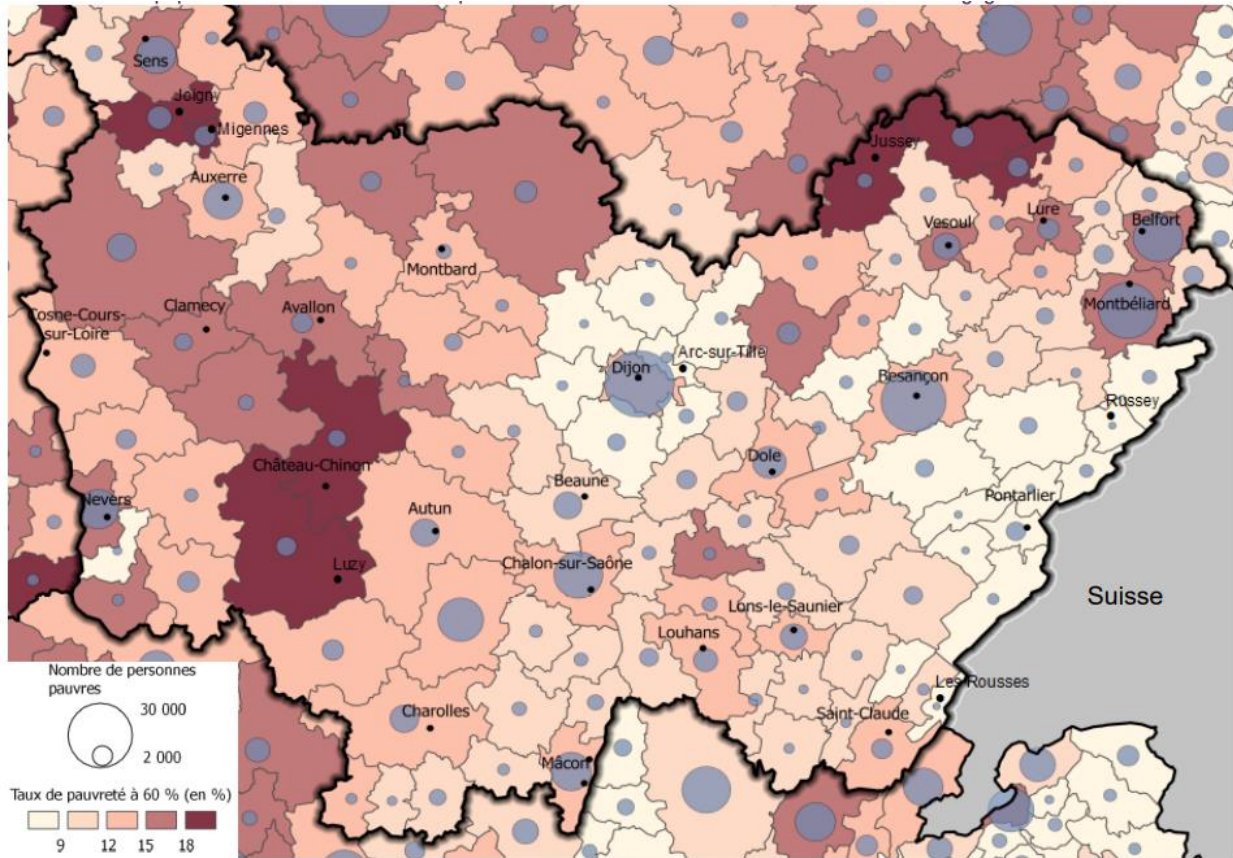 Sens
Joigny
Migennes
Auxerre
Jussey
Vesoul
Lure
Belfort
Montbard
Montbéliard
Clamecy
Avallon
Cosne-Cours-
sur-Loire
Dijon
Arc-sur-Tille
Besançon
Russey
Château-Chinon
Beaune
Dole
Pontarlier
Nevers
Autun
Luzy
Chalon-sur-Saône
Suisse
Lons-le-Saunier
Louhans
Les Rousses
Charolles
Saint-Claude
Mâcon
Nombre de personnes
pauvres
30 000
2 000
Taux de pauvreté à 60 % (en %)
9 12 15 18